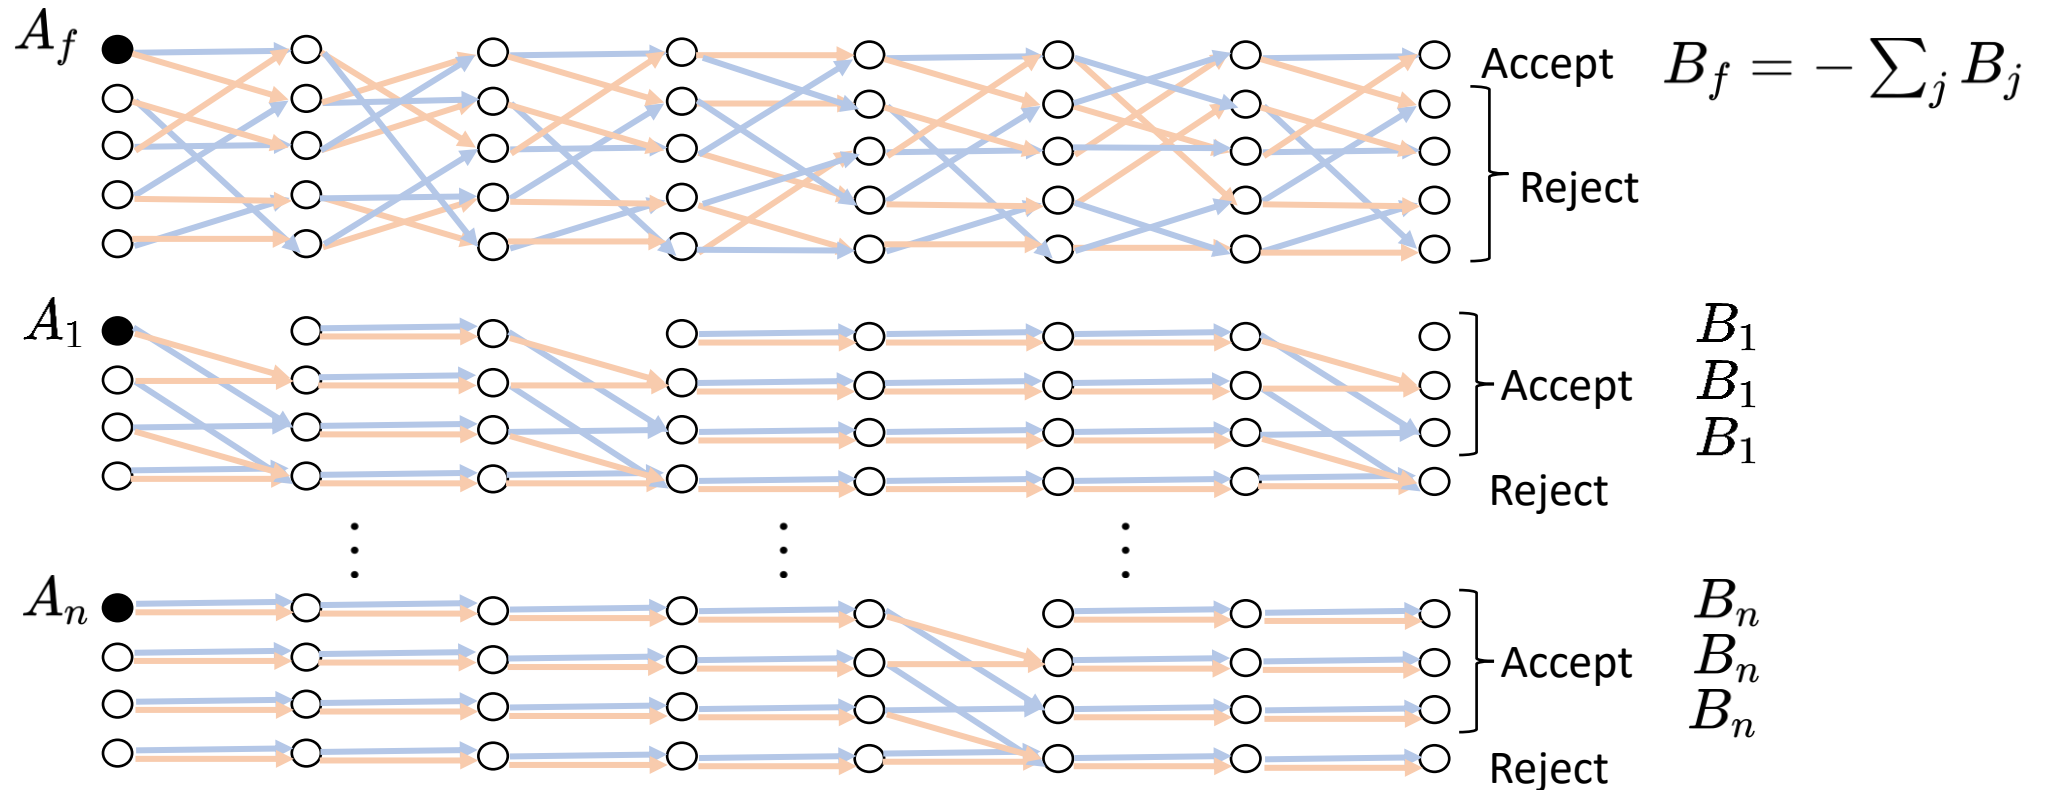 A_f
Accept
B_f = − ∑_j B_j
Reject
A_1
B_1
Accept
B_1
B_1
Reject
⋮ ⋮ ⋮
A_n
B_n
Accept
B_n
B_n
Reject